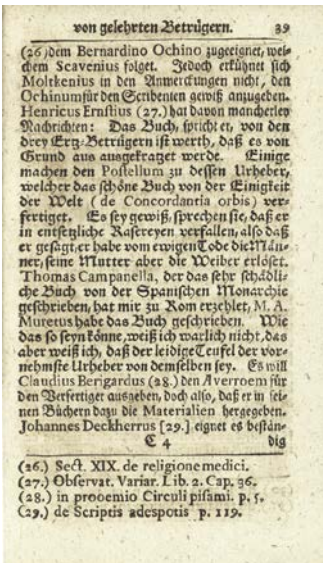 von gelehrten Betrügern. 39
(26) dem Bernardino Ochino zugeeignet, wel-
chem Scavenius folget. Jedoch erkühnet sich
Moltkenius in den Anmerckungen nicht, den
Ochinum für den Scribenten gewiß anzugeben.
Henricus Ernstius (27.) hat davon mancherley
Nachrichten: Das Buch, spricht er, von den
drey Ertz-Betrügern ist werth, daß es von
Grund aus ausgekratzet werde. Einige
machen den Postellum zu dessen Urheber,
welcher das schöne Buch von der Einigkeit
der Welt (de Concordantia orbis) ver-
fertiget. Es sey gewiß, sprechen sie, daß er
in entsetzliche Rasereyen verfallen, also daß
er gesagt, er habe vom ewigen Tode die Män-
ner, seine Mutter aber die Weiber erlöset.
Thomas Campanella, der das sehr schädli-
che Buch von der Spanischen Monarchie
geschrieben, hat mir zu Rom erzehlet, M. A.
Muretus habe das Buch geschrieben. Wie
das so seyn könne, weiß ich warlich nicht, das
aber weiß ich, daß der leidige Teufel der vor-
nehmste Urheber von demselben sey. Es will
Claudius Berigardus (28.) den Averroem für
den Verfertiger ausgeben, doch also, daß er in sei-
nen Büchern dazu die Materialien hergegeben.
Johannes Deckherrus [29.] eignet es bestän-
C 4 dig
(26.) Sect. XIX. de religione medici.
(27.) Observat. Variar. Lib. 2. Cap. 36.
(28.) in prooemio Circuli pisami. p. 5.
(29.) de Scriptis adespotis p. 119.